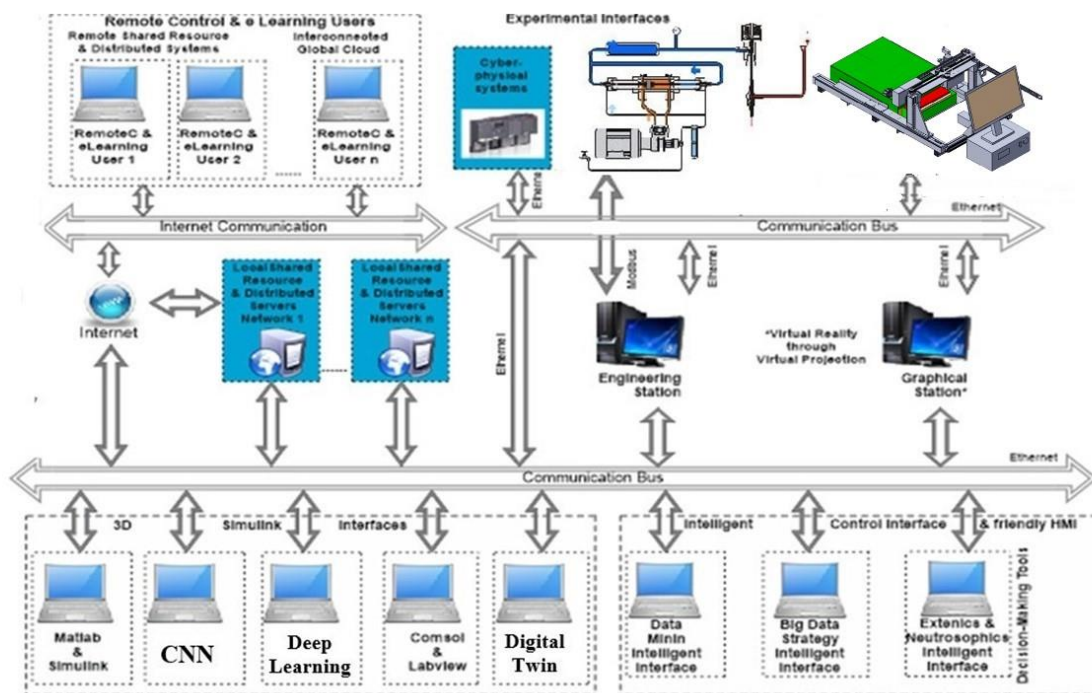 Remote Control & e Learning Users
Remote Shared Resource
& Distributed Systems
Interconnected
Global Cloud
RemoteC &
eLearning
User 1
RemoteC &
eLearning
User 2
......
RemoteC &
eLearning
User n
Experimental Interfaces
Cyber-
physical
systems
Ethernet
Internet Communication
Communication Bus
Ethernet
Internet
Local Shared
Resource
& Distributed
Servers
Network 1
......
Local Shared
Resource
& Distributed
Servers
Network n
Ethernet
Modbus
Ethernet
Ethernet
Engineering
Station
*Virtual Reality
through
Virtual Projection
Graphical
Station*
Communication Bus
Ethernet
3D
Simulink
Interfaces
Matlab
&
Simulink
CNN
Deep
Learning
Comsol
&
Labview
Digital
Twin
Intelligent
Control Interface
& friendly HMI
Data
Minin
Intelligent
Interface
Big Data
Strategy
Intelligent
Interface
Extenics &
Neutrosophics
Intelligent
Interface
Decision-Making Tools